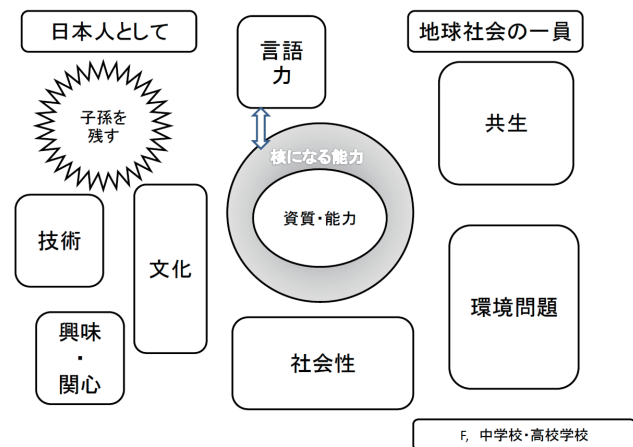 日本人として
地球社会の一員
言語
力
子孫を
残す
共生
核になる能力
資質・能力
技術
文化
環境問題
興味
・
関心
社会性
F, 中学校・高校学校